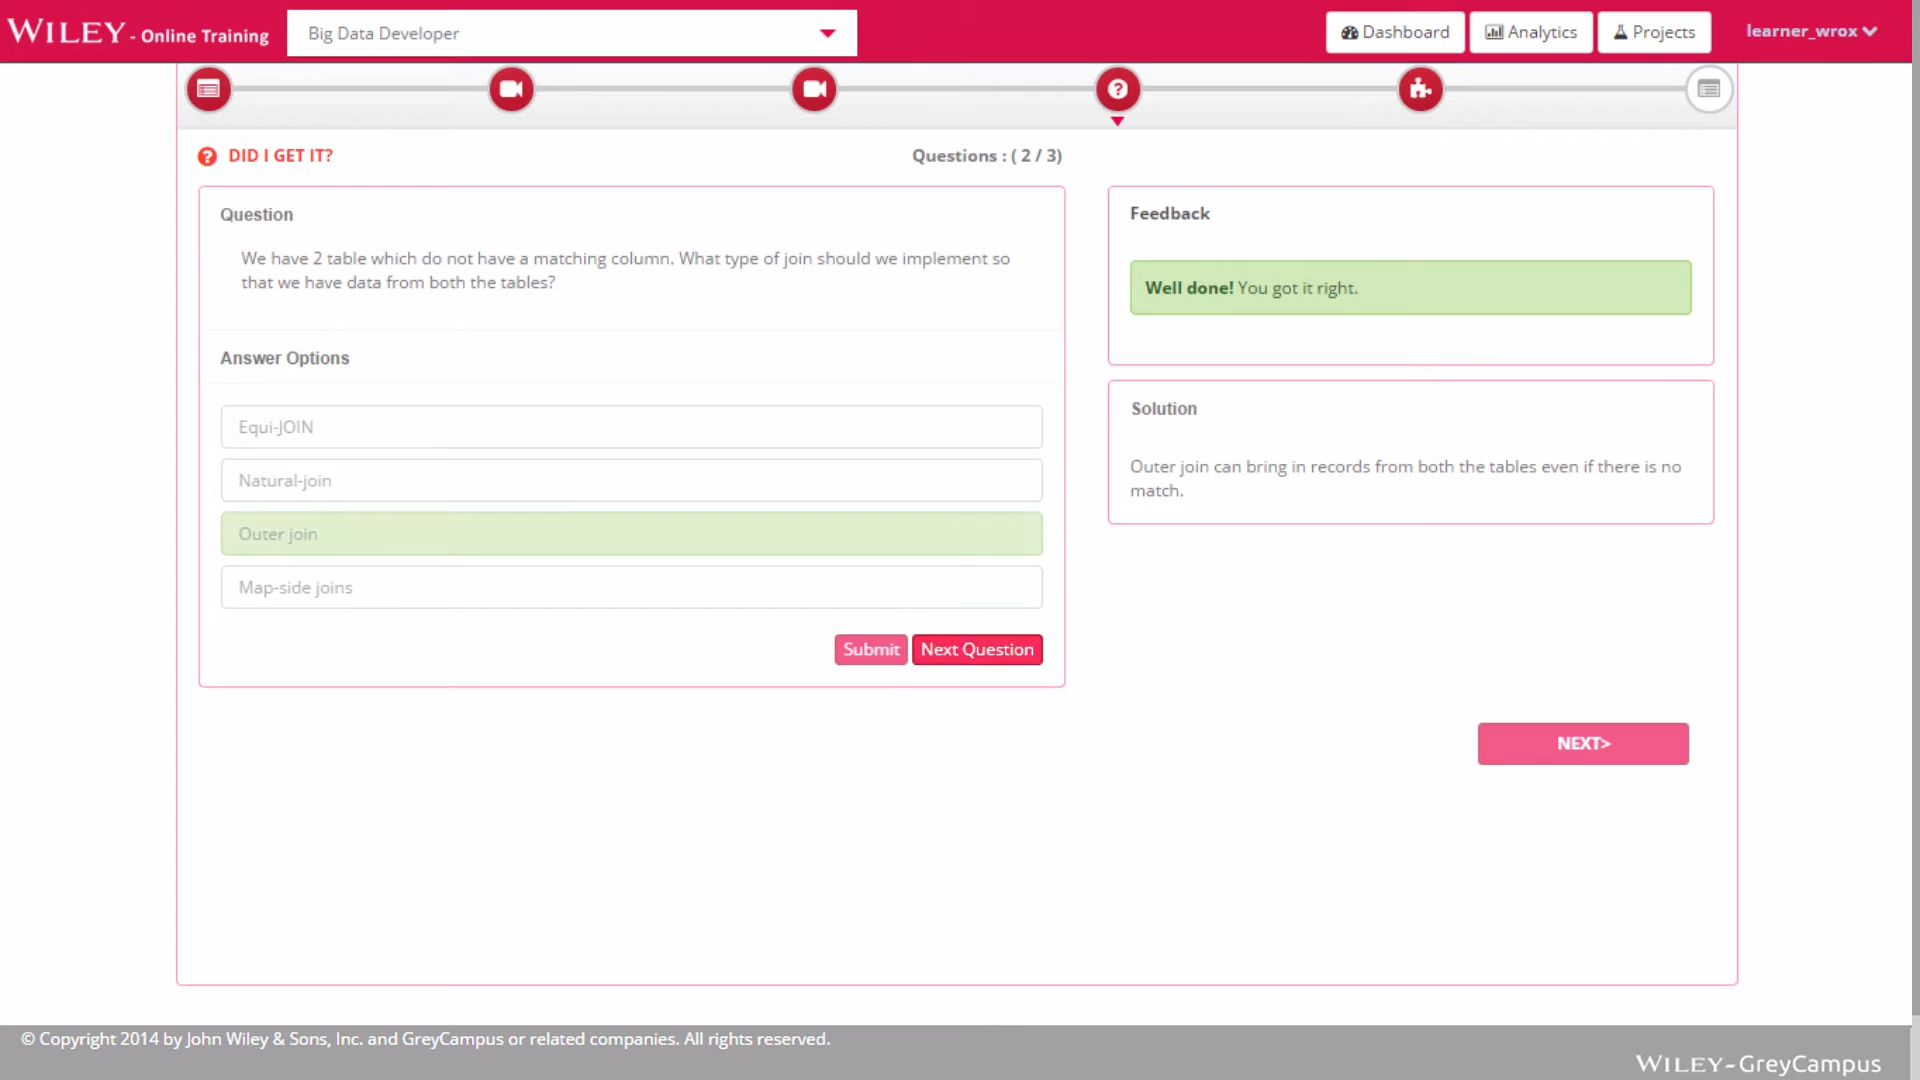 WILEY - Online Training
Big Data Developer
Dashboard
Analytics
Projects
learner_wrox
DID I GET IT?
Questions : ( 2 / 3)
Question
We have 2 table which do not have a matching column. What type of join should we implement so
that we have data from both the tables?
Answer Options
Equi-JOIN
Natural-join
Outer join
Map-side joins
Submit
Next Question
Feedback
Well done! You got it right.
Solution
Outer join can bring in records from both the tables even if there is no
match.
NEXT>
© Copyright 2014 by John Wiley & Sons, Inc. and GreyCampus or related companies. All rights reserved.
WILEY-GreyCampus